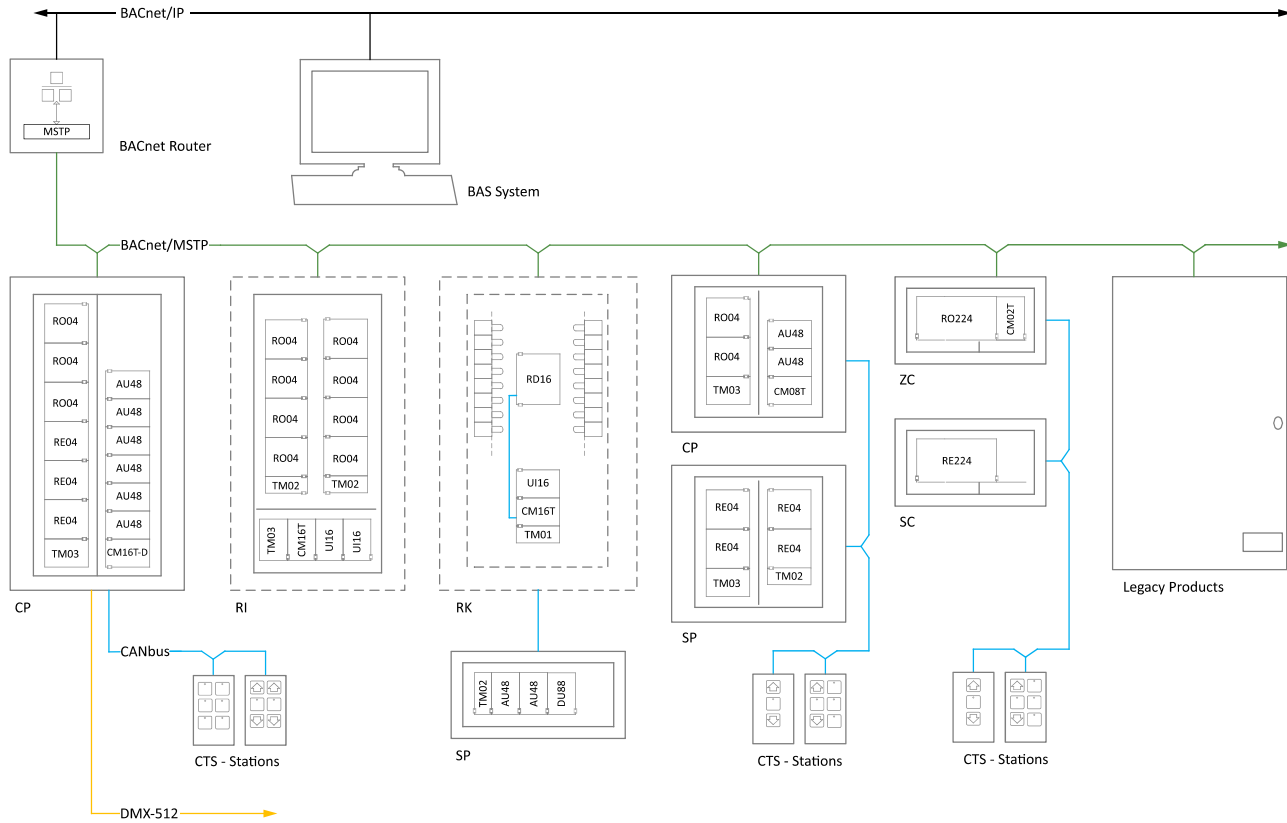 BACnet/IP
MSTP
BACnet Router
BAS System
BACnet/MSTP
RO04
RO04
RO04
RE04
RE04
RE04
TM03
AU48
AU48
AU48
AU48
AU48
AU48
CM16T-D
CP
RO04
RO04
RO04
RO04
TM02
RO04
RO04
RO04
RO04
TM02
TM03
CM16T
UI16
UI16
RI
RD16
UI16
CM16T
TM01
RK
RO04
RO04
TM03
AU48
AU48
CM08T
CP
RE04
RE04
TM03
RE04
RE04
TM02
SP
RO224
CM02T
ZC
RE224
SC
Legacy Products
CANbus
CTS - Stations
TM02
AU48
AU48
DU88
SP
CTS - Stations
CTS - Stations
DMX-512